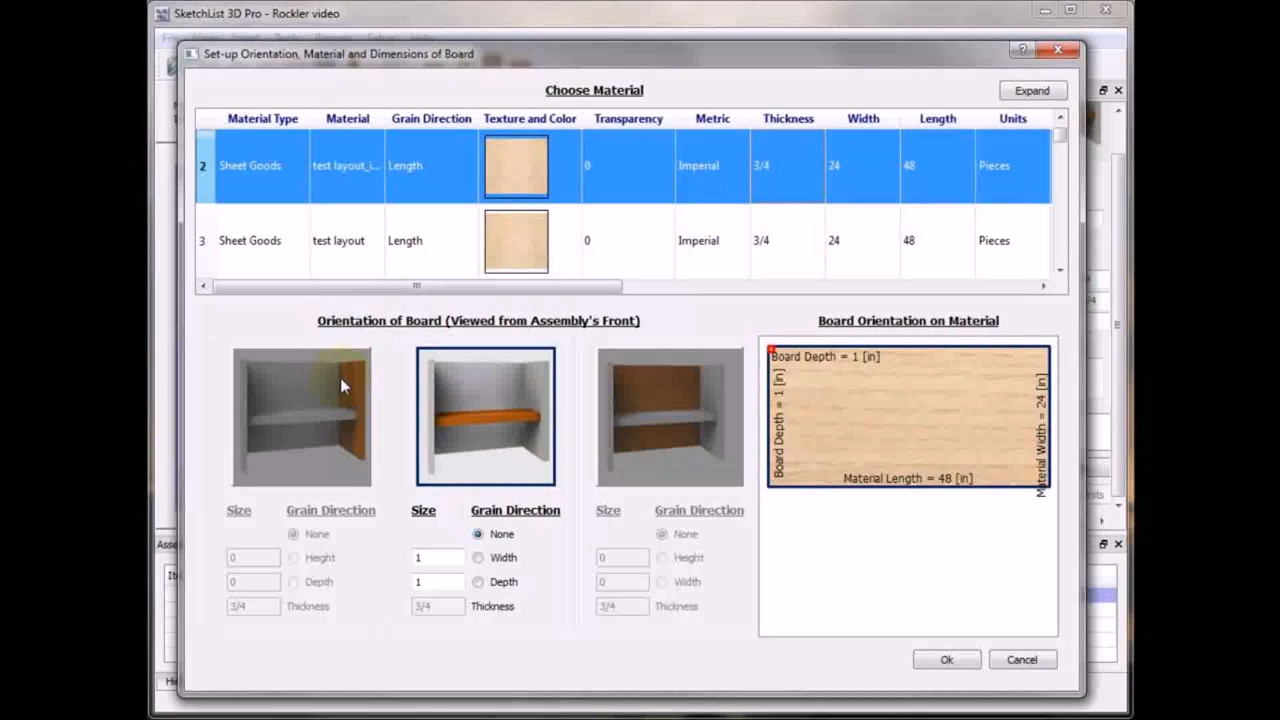 SketchList 3D Pro - Rockler video
Set-up Orientation, Material and Dimensions of Board
Choose Material
Expand
Material Type Material Grain Direction Texture and Color Transparency Metric Thickness Width Length Units
2 Sheet Goods test layout_i... Length 0 Imperial 3/4 24 48 Pieces
3 Sheet Goods test layout Length 0 Imperial 3/4 24 48 Pieces
Orientation of Board (Viewed from Assembly's Front)
Board Orientation on Material
Board Depth = 1 [in]
Board Depth = 1 [in]
Material Width = 24 [in]
Material Length = 48 [in]
Size Grain Direction Size Grain Direction Size Grain Direction
None None None
0 Height 1 Width 0 Height
0 Depth 1 Depth 0 Width
3/4 Thickness 3/4 Thickness 3/4 Thickness
Ok Cancel